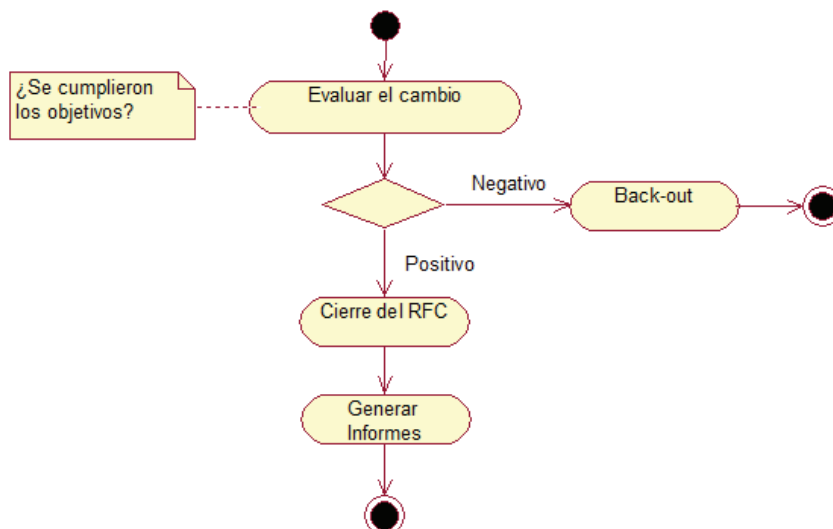 ¿Se cumplieron
los objetivos?
Evaluar el cambio
Negativo
Back-out
Positivo
Cierre del RFC
Generar
Informes